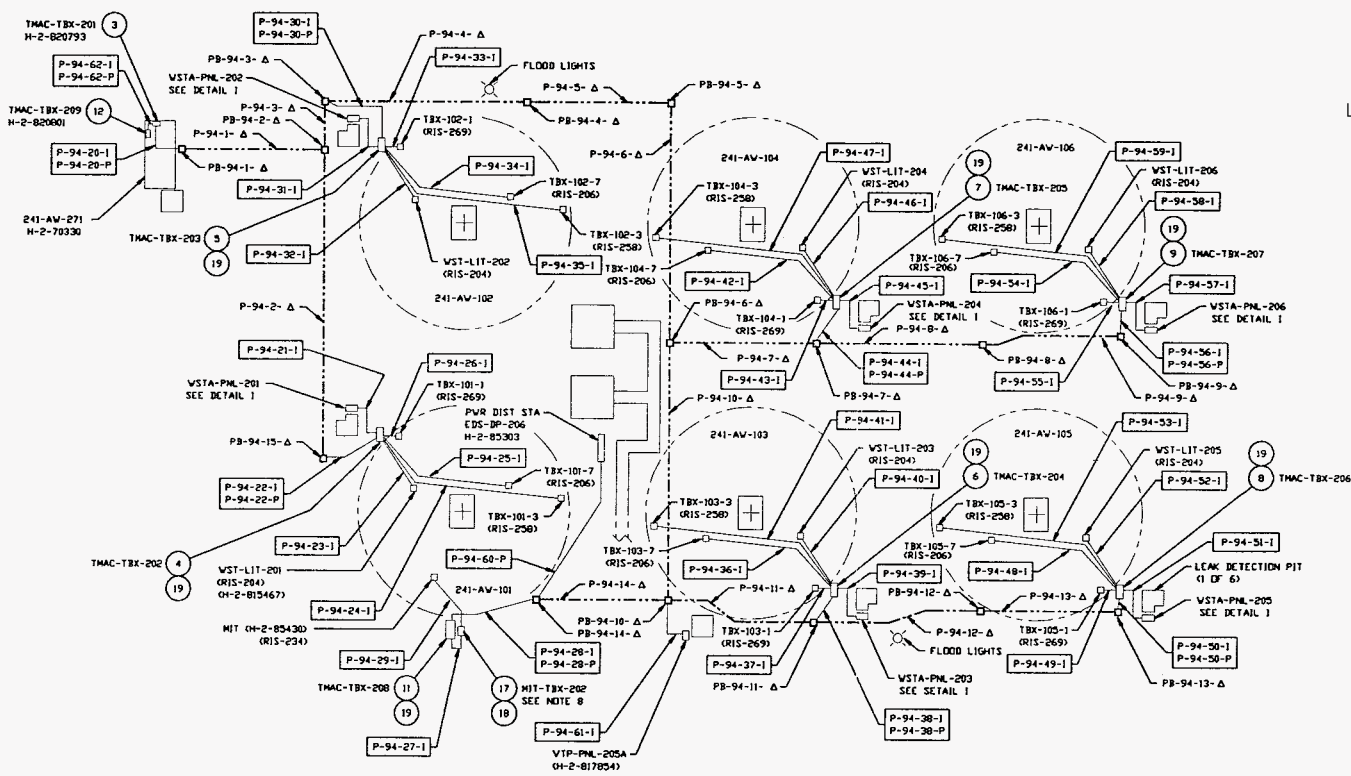 TMAC-TBX-201
H-2-820793
3
P-94-62-I
P-94-62-P
TMAC-TBX-209
H-2-820801
12
P-94-20-I
P-94-20-P
241-AW-271
H-2-70330
PB-94-1- Δ
P-94-1- Δ
PB-94-2-Δ
P-94-3- Δ
PB-94-3- Δ
WSTA-PNL-202
SEE DETAIL 1
P-94-30-I
P-94-30-P
P-94-4- Δ
P-94-33-I
FLOOD LIGHTS
P-94-5- Δ
PB-94-4- Δ
PB-94-5- Δ
P-94-6- Δ
TBX-102-1
(RIS-269)
P-94-34-I
P-94-31-I
TBX-102-7
(RIS-206)
TMAC-TBX-203
5
19
P-94-32-I
WST-LIT-202
(RIS-204)
TBX-102-3
(RIS-258)
P-94-35-I
241-AW-102
241-AW-104
P-94-47-I
TBX-104-3
(RIS-258)
WST-LIT-204
(RIS-204)
P-94-46-I
19
7
TMAC-TBX-205
TBX-104-7
(RIS-206)
P-94-42-I
P-94-45-I
TBX-104-1
(RIS-269)
WSTA-PNL-204
SEE DETAIL 1
P-94-8-Δ
PB-94-6-Δ
P-94-7-Δ
P-94-43-I
P-94-44-I
P-94-44-P
PB-94-7-Δ
241-AW-106
P-94-59-I
WST-LIT-206
(RIS-204)
P-94-58-I
TBX-106-3
(RIS-258)
19
9
TMAC-TBX-207
TBX-106-7
(RIS-206)
P-94-54-I
P-94-57-I
TBX-106-1
(RIS-269)
WSTA-PNL-206
SEE DETAIL 1
PB-94-8-Δ
P-94-55-I
P-94-56-I
P-94-56-P
PB-94-9-Δ
P-94-9-Δ
P-94-2-Δ
P-94-21-I
P-94-26-I
WSTA-PNL-201
SEE DETAIL 1
TBX-101-1
(RIS-269)
PWR DIST STA
EDS-DP-206
H-2-85303
PB-94-15-Δ
P-94-25-I
TBX-101-7
(RIS-206)
P-94-22-I
P-94-22-P
TBX-101-3
(RIS-258)
P-94-23-I
TMAC-TBX-202
4
19
WST-LIT-201
(RIS-204)
(H-2-815467)
P-94-60-P
P-94-24-I
241-AW-101
MIT (H-2-85430)
(RIS-234)
P-94-29-I
P-94-28-I
P-94-28-P
TMAC-TBX-208
11
19
17
18
MIT-TBX-202
SEE NOTE 8
P-94-27-I
P-94-14-Δ
PB-94-10-Δ
PB-94-14-Δ
P-94-61-I
VTP-PNL-205A
(H-2-817854)
P-94-10-Δ
241-AW-103
P-94-41-I
WST-LIT-203
(RIS-204)
P-94-40-I
19
6
TMAC-TBX-204
TBX-103-3
(RIS-258)
TBX-103-7
(RIS-206)
P-94-36-I
P-94-39-I
P-94-11-Δ
PB-94-12-Δ
TBX-103-1
(RIS-269)
P-94-37-I
PB-94-11-Δ
P-94-12-Δ
FLOOD LIGHTS
WSTA-PNL-203
SEE SETAIL 1
P-94-38-I
P-94-38-P
241-AW-105
P-94-53-I
WST-LIT-205
(RIS-204)
P-94-52-I
19
8
TMAC-TBX-206
TBX-105-3
(RIS-258)
TBX-105-7
(RIS-206)
P-94-48-I
P-94-51-I
LEAK DETECTION PIT
(1 OF 6)
P-94-13-Δ
WSTA-PNL-205
SEE DETAIL 1
TBX-105-1
(RIS-269)
P-94-49-I
P-94-50-I
P-94-50-P
PB-94-13-Δ